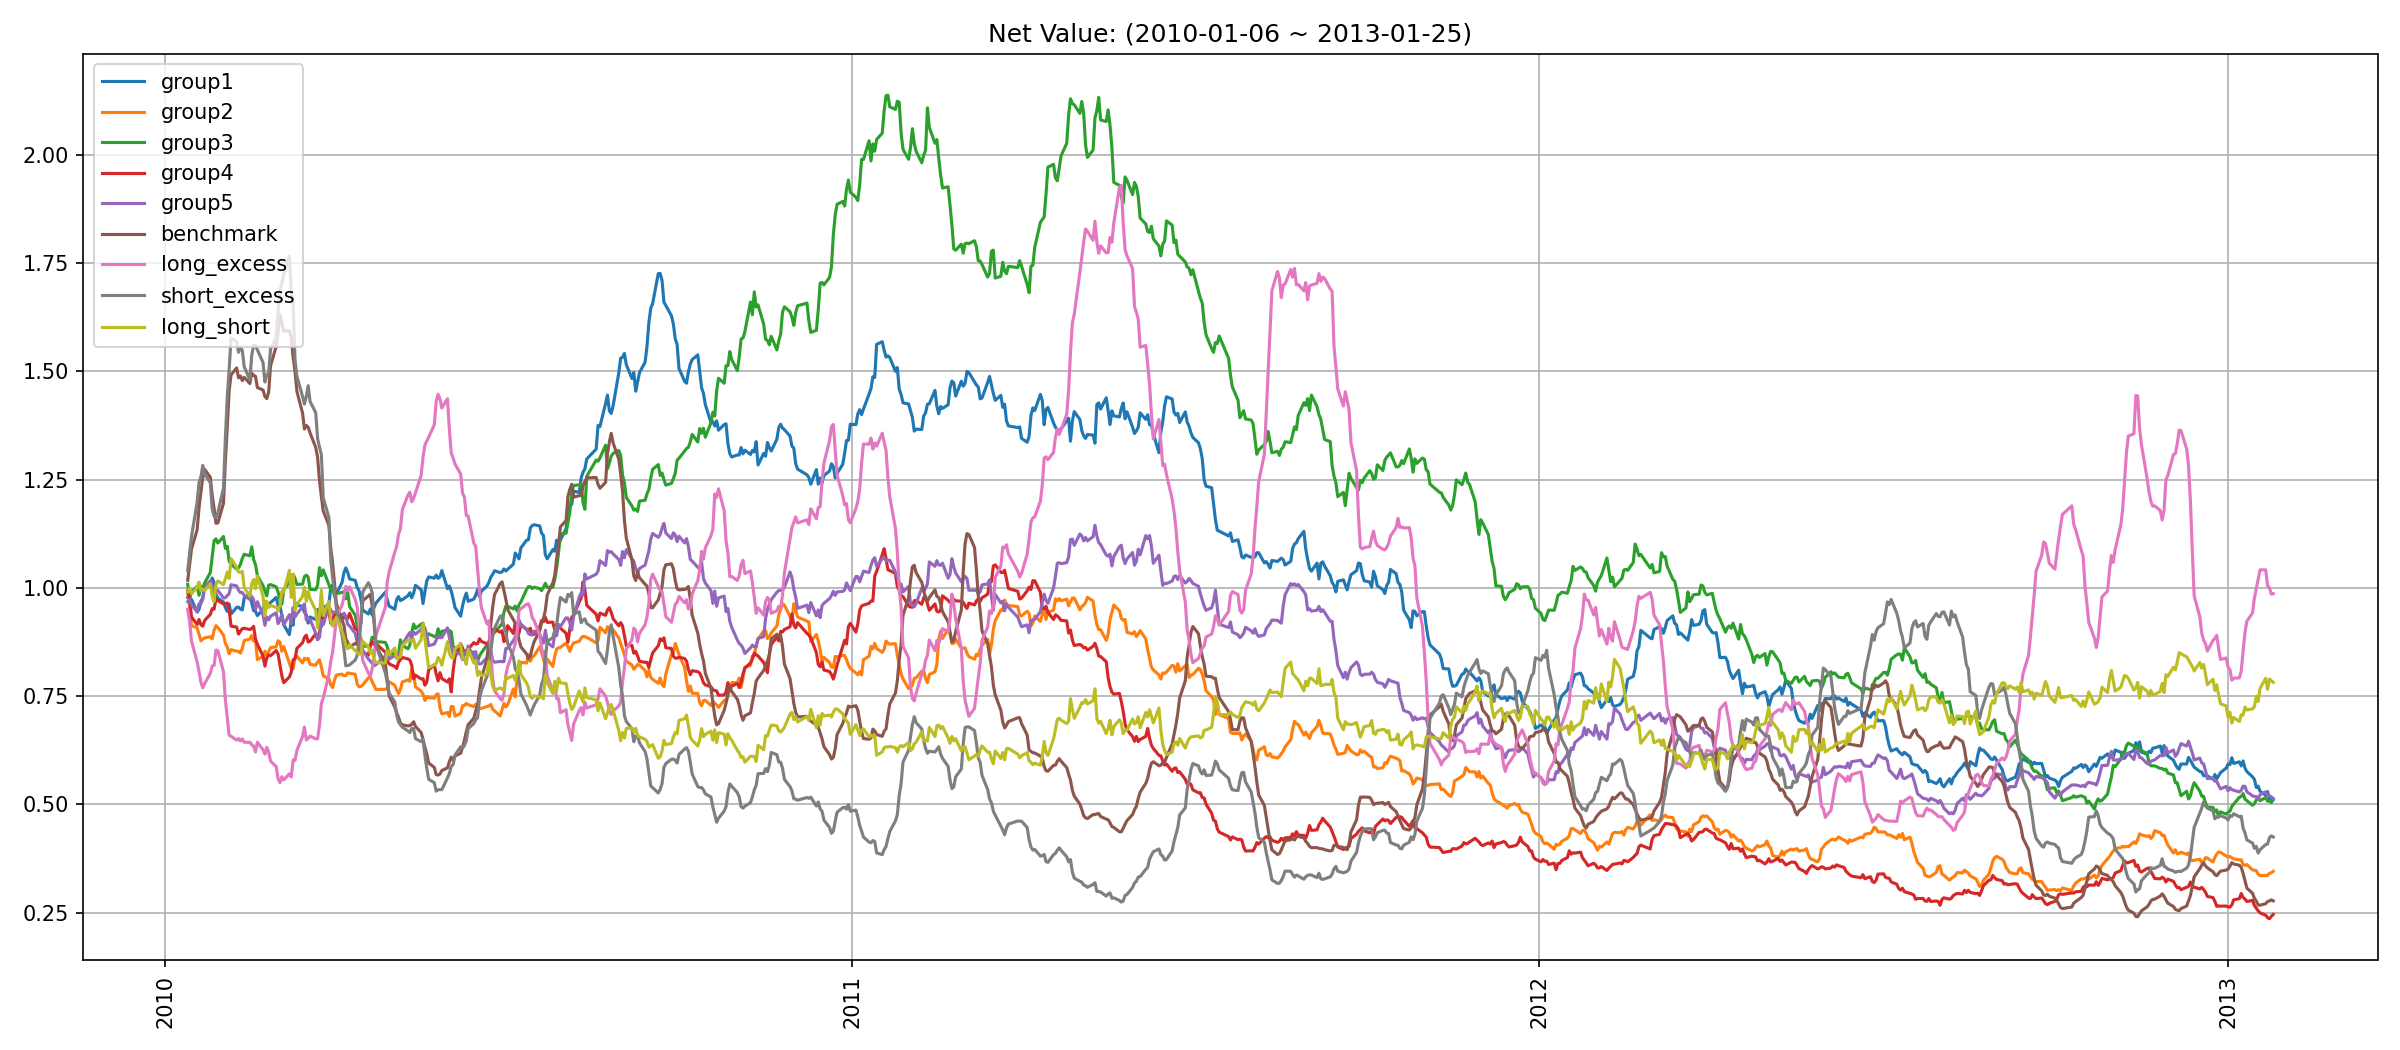 Net Value: (2010-01-06 ~ 2013-01-25)
group1
group2
group3
group4
group5
benchmark
long_excess
short_excess
long_short
2.00
1.75
1.50
1.25
1.00
0.75
0.50
0.25
2010
2011
2012
2013